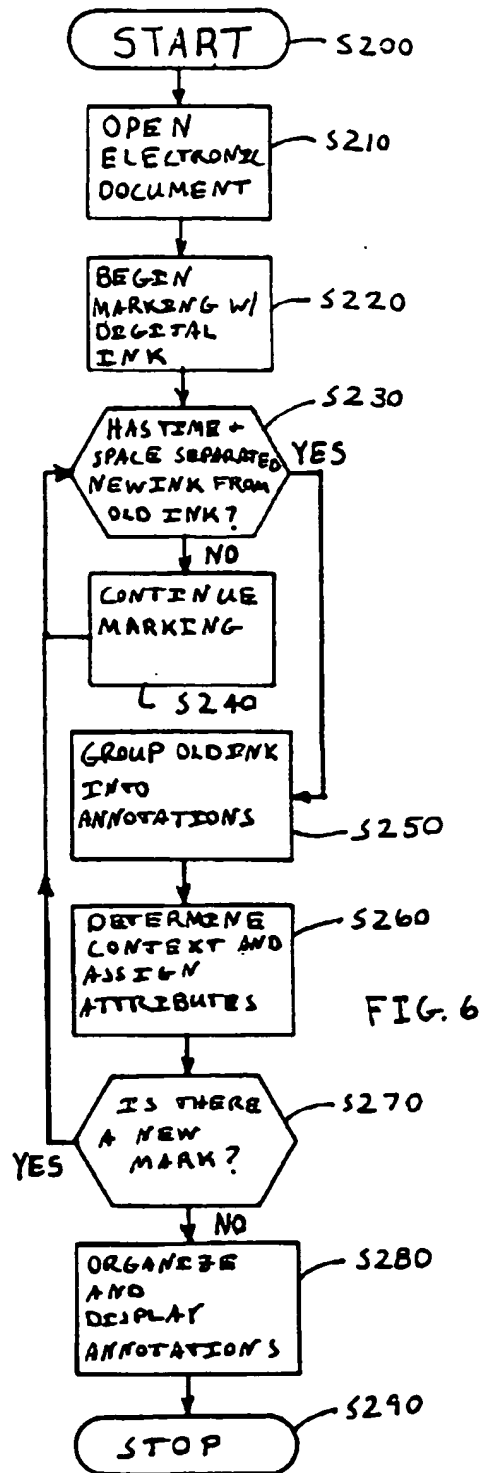 START
S200
OPEN
ELECTRONIC
DOCUMENT
S210
BEGIN
MARKING W/
DIGITAL
INK
S220
S230
HAS TIME +
SPACE SEPARATED
NEW INK FROM
OLD INK?
YES
NO
CONTINUE
MARKING
S240
GROUP OLD INK
INTO
ANNOTATIONS
S250
DETERMINE
CONTEXT AND
ASSIGN
ATTRIBUTES
S260
FIG. 6
IS THERE
A NEW
MARK?
S270
YES
NO
ORGANIZE
AND
DISPLAY
ANNOTATIONS
S280
STOP
S290